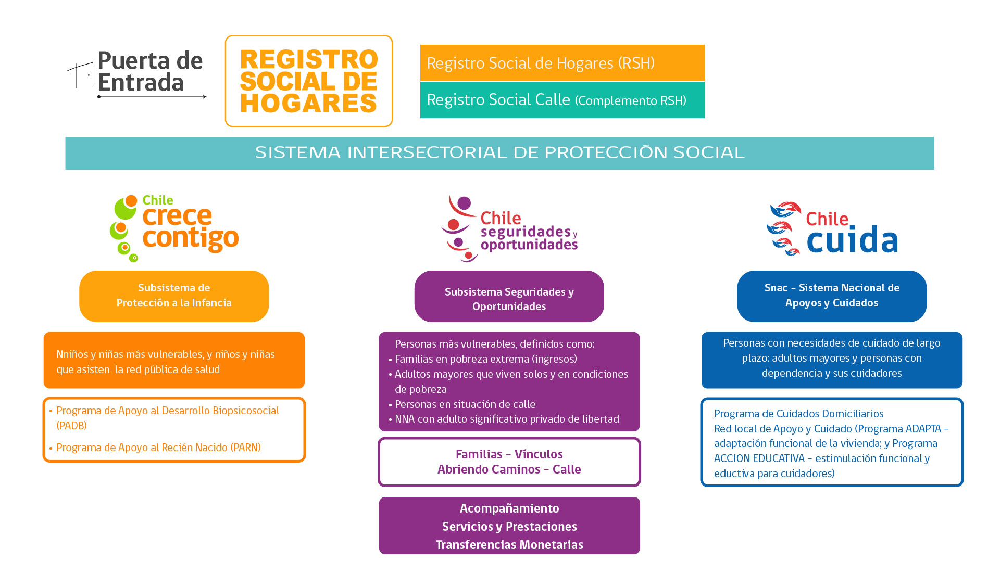 Puerta de
Entrada
REGISTRO
SOCIAL DE
HOGARES
Registro Social de Hogares (RSH)
Registro Social Calle (Complemento RSH)
SISTEMA INTERSECTORIAL DE PROTECCIÓN SOCIAL
Chile
crece
contigo
Subsistema de
Protección a la Infancia
Nniños y niñas más vulnerables, y niños y niñas
que asisten la red pública de salud
• Programa de Apoyo al Desarrollo Biopsicosocial
(PADB)
• Programa de Apoyo al Recién Nacido (PARN)
Chile
seguridades y
oportunidades
Subsistema Seguridades y
Oportunidades
Personas más vulnerables, definidos como:
• Familias en pobreza extrema (ingresos)
• Adultos mayores que viven solos y en condiciones
de pobreza
• Personas en situación de calle
• NNA con adulto significativo privado de libertad
Familias – Vínculos
Abriendo Caminos – Calle
Acompañamiento
Servicios y Prestaciones
Transferencias Monetarias
Chile
cuida
Snac – Sistema Nacional de
Apoyos y Cuidados
Personas con necesidades de cuidado de largo
plazo: adultos mayores y personas con
dependencia y sus cuidadores
Programa de Cuidados Domiciliarios
Red local de Apoyo y Cuidado (Programa ADAPTA –
adaptación funcional de la vivienda; y Programa
ACCION EDUCATIVA – estimulación funcional y
eductiva para cuidadores)